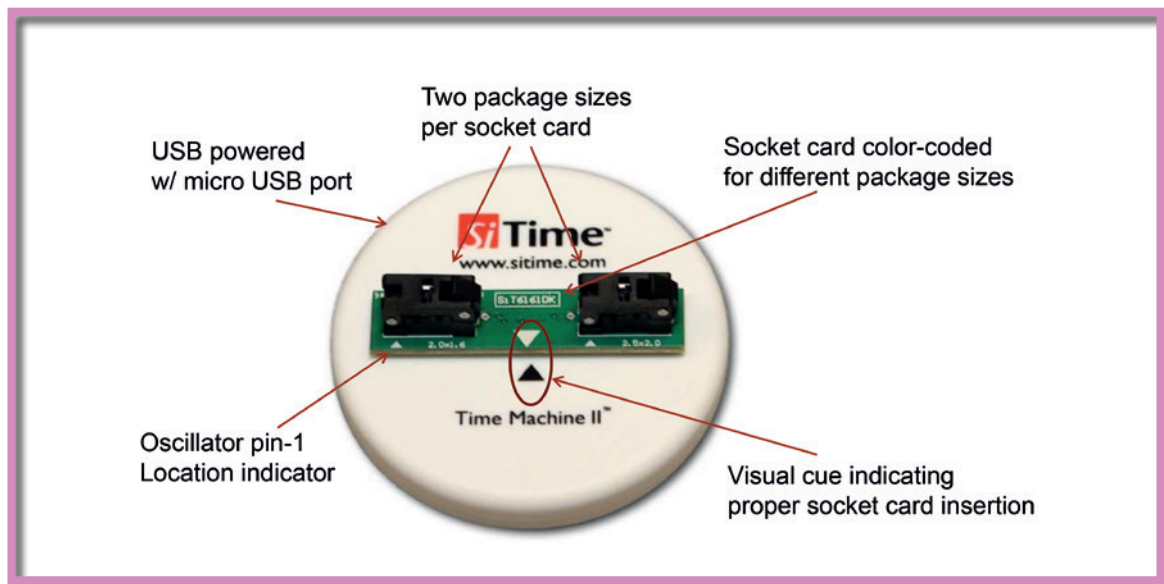 Two package sizes
per socket card
USB powered
w/ micro USB port
Socket card color-coded
for different package sizes
SiTime™
www.sitime.com
SiT6161DK
2.0x1.6
2.5x2.0
Time Machine II™
Oscillator pin-1
Location indicator
Visual cue indicating
proper socket card insertion